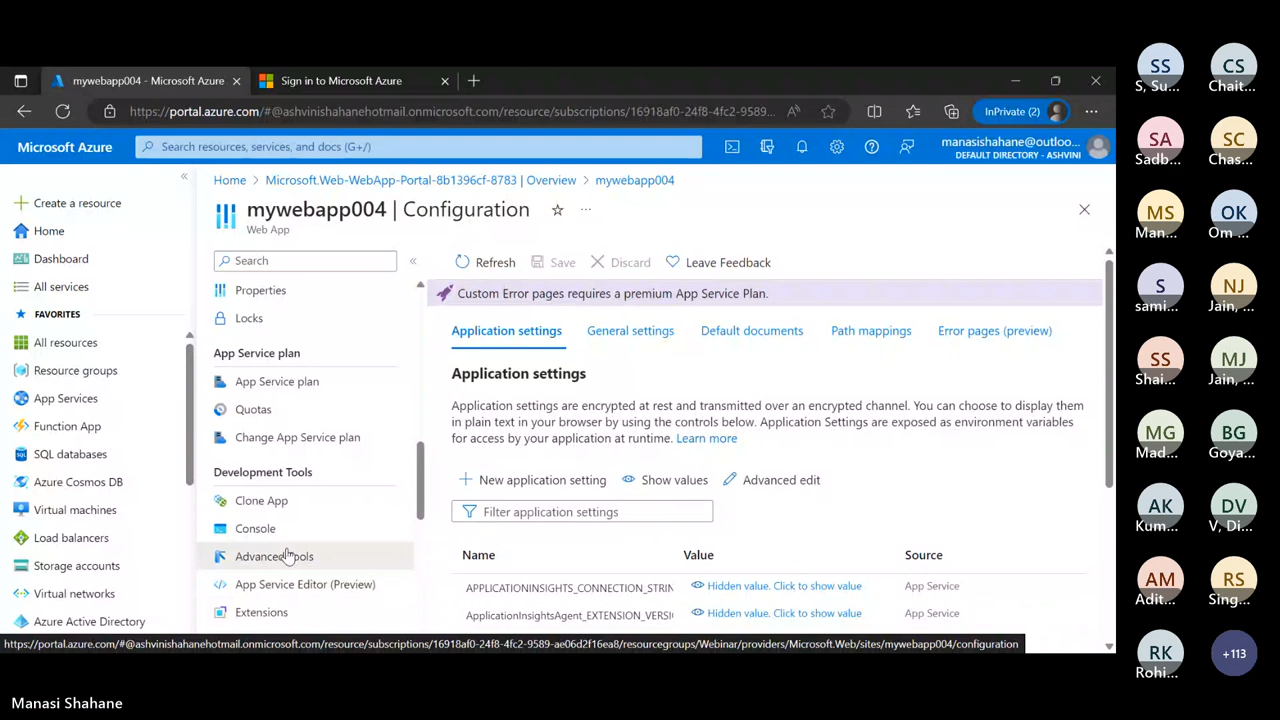 mywebapp004 - Microsoft Azure
Sign in to Microsoft Azure
https://portal.azure.com/#@ashvinishahanehotmail.onmicrosoft.com/resource/subscriptions/16918af0-24f8-4fc2-9589...
InPrivate (2)
Microsoft Azure
Search resources, services, and docs (G+/)
manasishahane@outloo...
DEFAULT DIRECTORY - ASHVINI
Create a resource
Home
Dashboard
All services
FAVORITES
All resources
Resource groups
App Services
Function App
SQL databases
Azure Cosmos DB
Virtual machines
Load balancers
Storage accounts
Virtual networks
Azure Active Directory
Home > Microsoft.Web-WebApp-Portal-8b1396cf-8783 | Overview > mywebapp004
mywebapp004 | Configuration
Web App
Search
Properties
Locks
App Service plan
App Service plan
Quotas
Change App Service plan
Development Tools
Clone App
Console
Advanced Tools
App Service Editor (Preview)
Extensions
Refresh Save Discard Leave Feedback
Custom Error pages requires a premium App Service Plan.
Application settings General settings Default documents Path mappings Error pages (preview)
Application settings
Application settings are encrypted at rest and transmitted over an encrypted channel. You can choose to display them
in plain text in your browser by using the controls below. Application Settings are exposed as environment variables
for access by your application at runtime. Learn more
New application setting Show values Advanced edit
Filter application settings
Name Value Source
APPLICATIONINSIGHTS_CONNECTION_STRIN Hidden value. Click to show value App Service
ApplicationInsightsAgent_EXTENSION_VERSI Hidden value. Click to show value App Service
https://portal.azure.com/#@ashvinishahanehotmail.onmicrosoft.com/resource/subscriptions/16918af0-24f8-4fc2-9589-ae06d2f16ea8/resourcegroups/Webinar/providers/Microsoft.Web/sites/mywebapp004/configuration
Manasi Shahane
SS CS
S, Su... Chait...
SA SC
Sadb... Chas...
MS OK
Man... Om ...
S NJ
sami... Jain, ...
SS MJ
Shai... Jain, ...
MG BG
Mad... Goya...
AK DV
Kum... V, Di...
AM RS
Adit... Sing...
RK +113
Rohi...